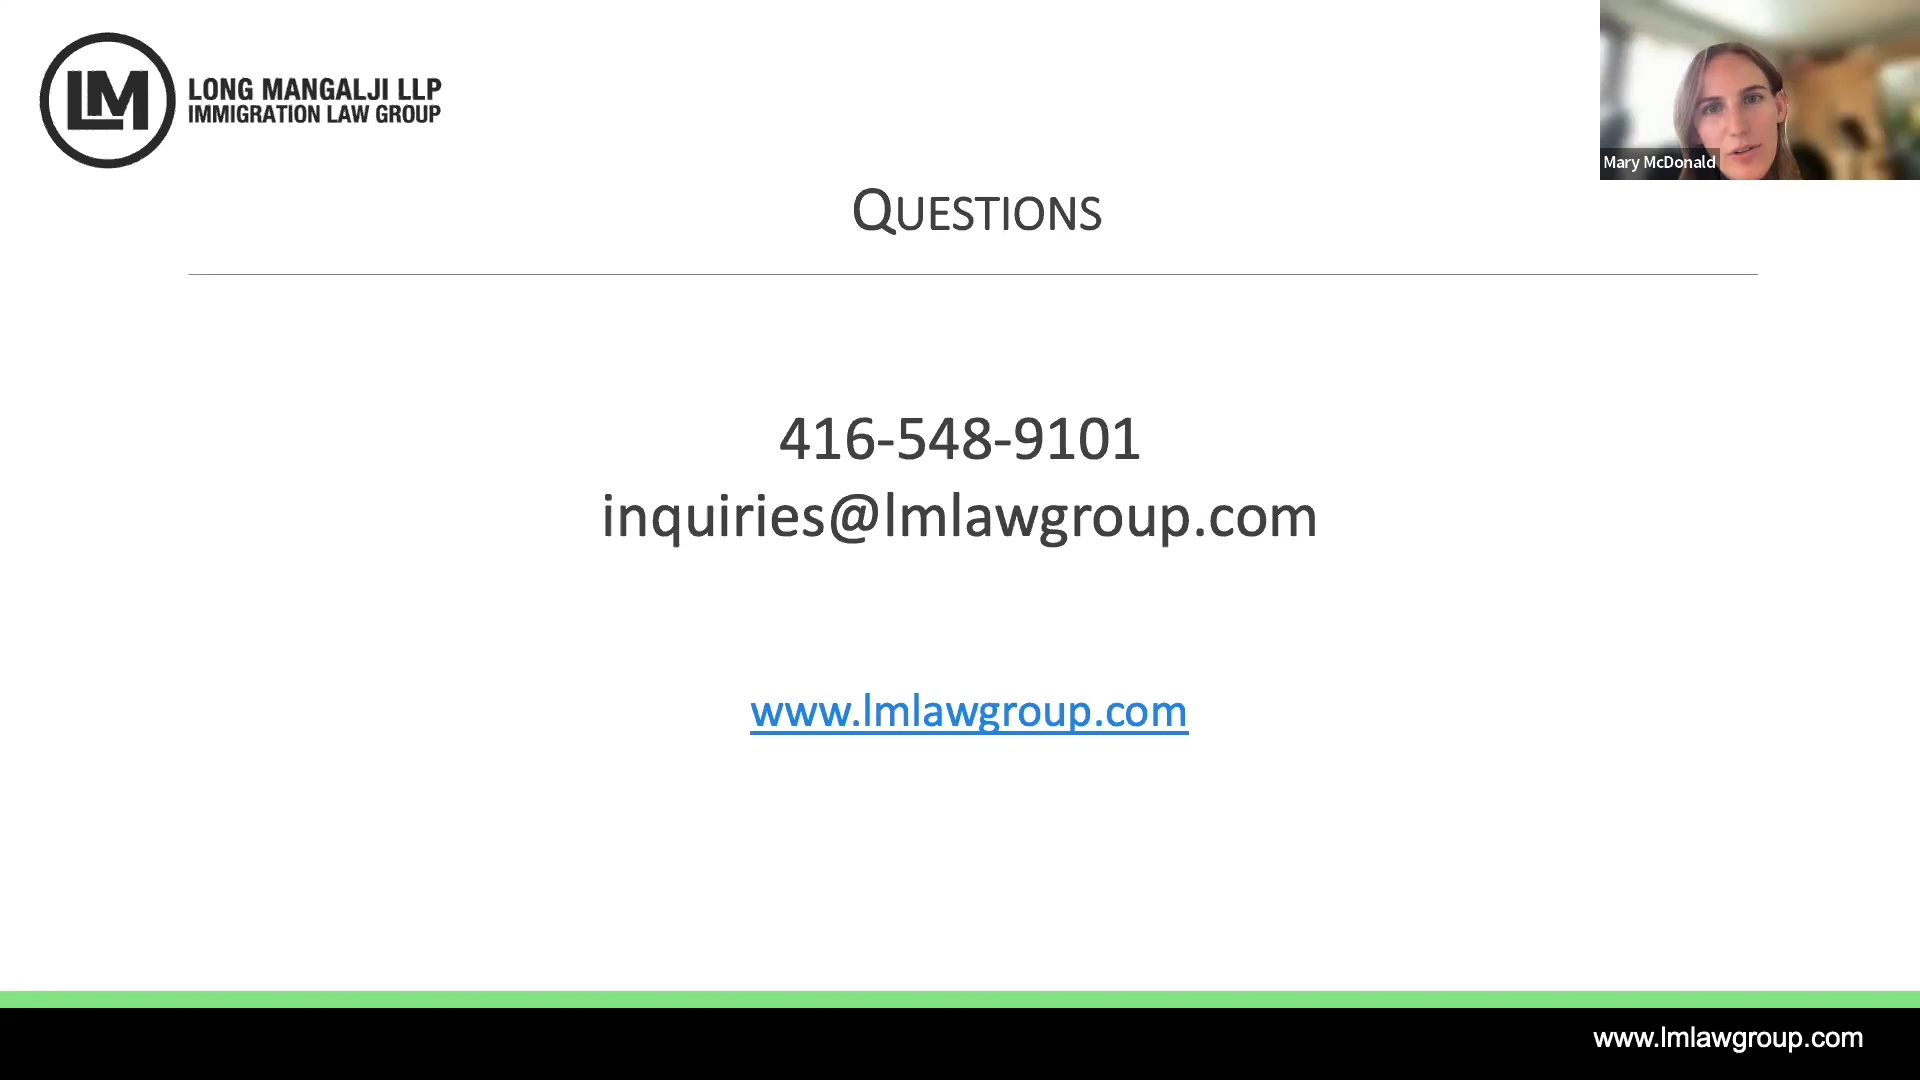 LM
LONG MANGALJI LLP
IMMIGRATION LAW GROUP
Mary McDonald
QUESTIONS
416-548-9101
inquiries@lmlawgroup.com
www.lmlawgroup.com
www.lmlawgroup.com